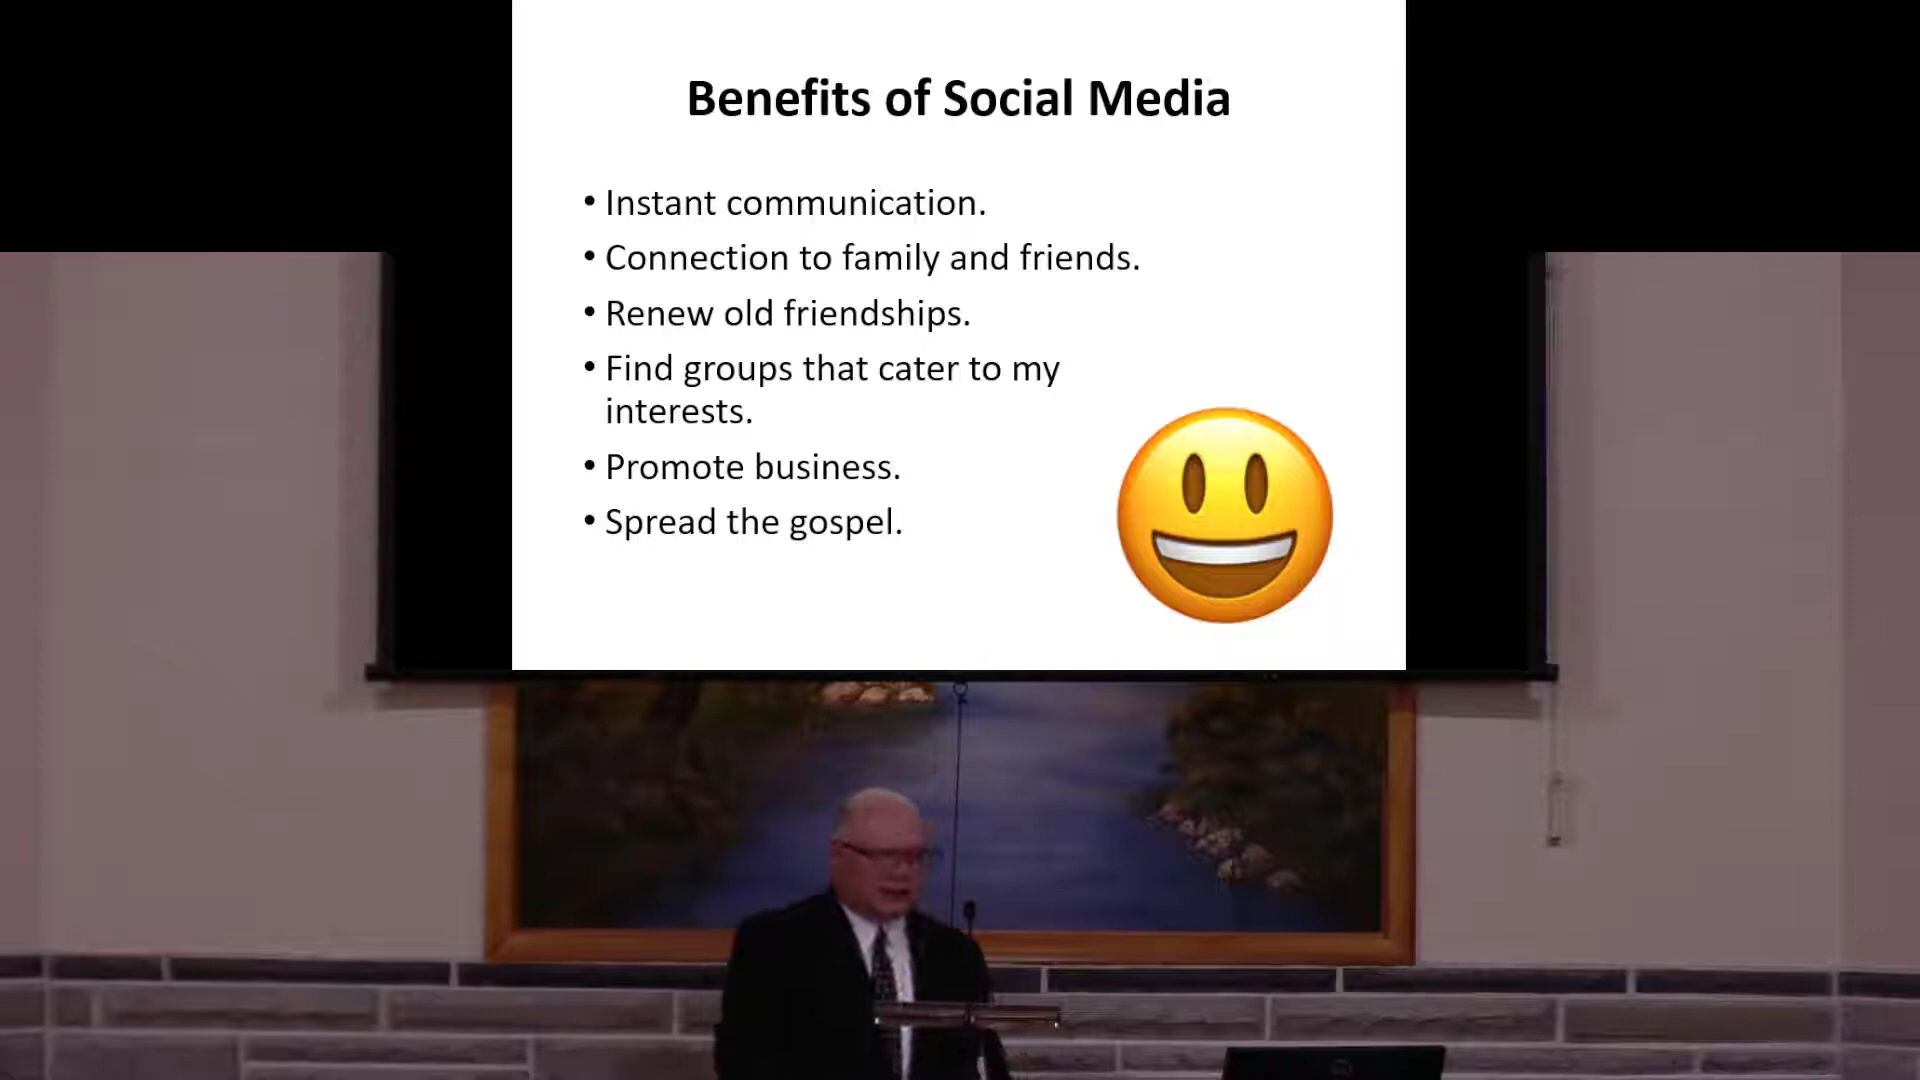 Benefits of Social Media
• Instant communication.
• Connection to family and friends.
• Renew old friendships.
• Find groups that cater to my
interests.
• Promote business.
• Spread the gospel.